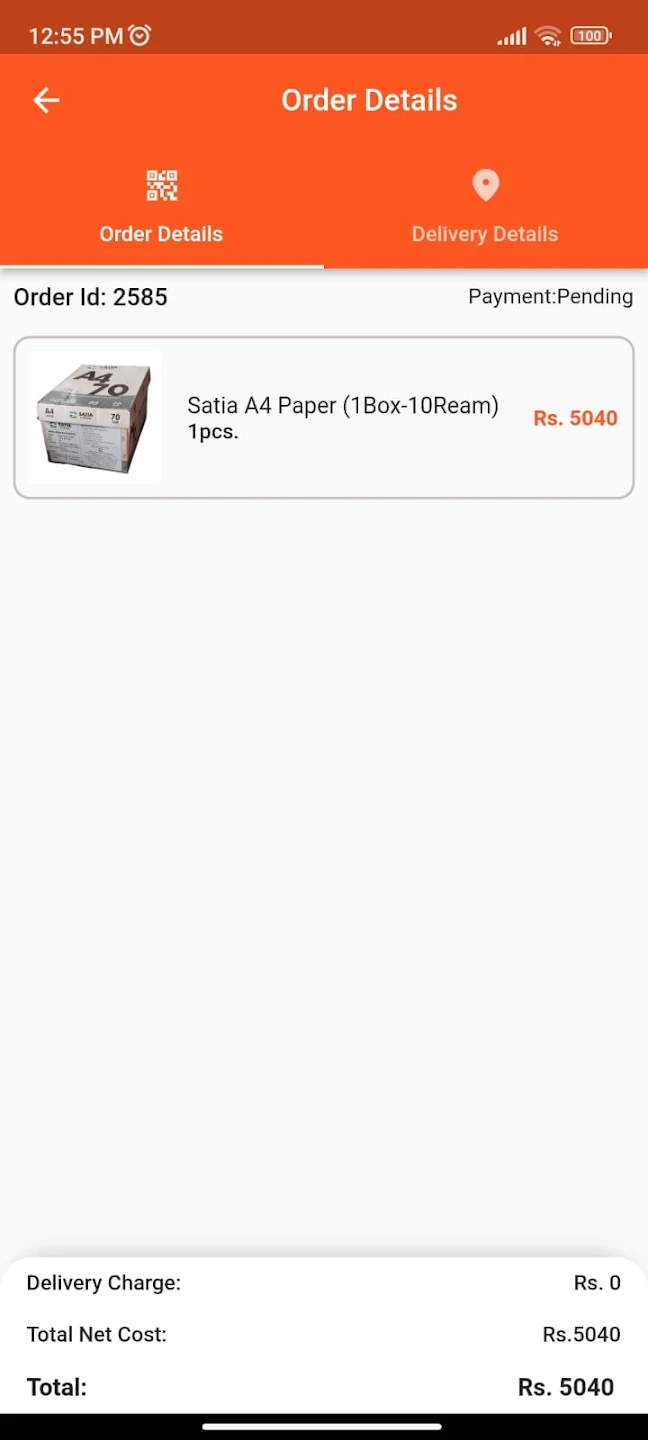 12:55 PM
100
Order Details
Order Details
Delivery Details
Order Id: 2585
Payment:Pending
A4
70
A4
SATIA
70
Satia A4 Paper (1Box-10Ream)
1pcs.
Rs. 5040
Delivery Charge:
Rs. 0
Total Net Cost:
Rs.5040
Total:
Rs. 5040